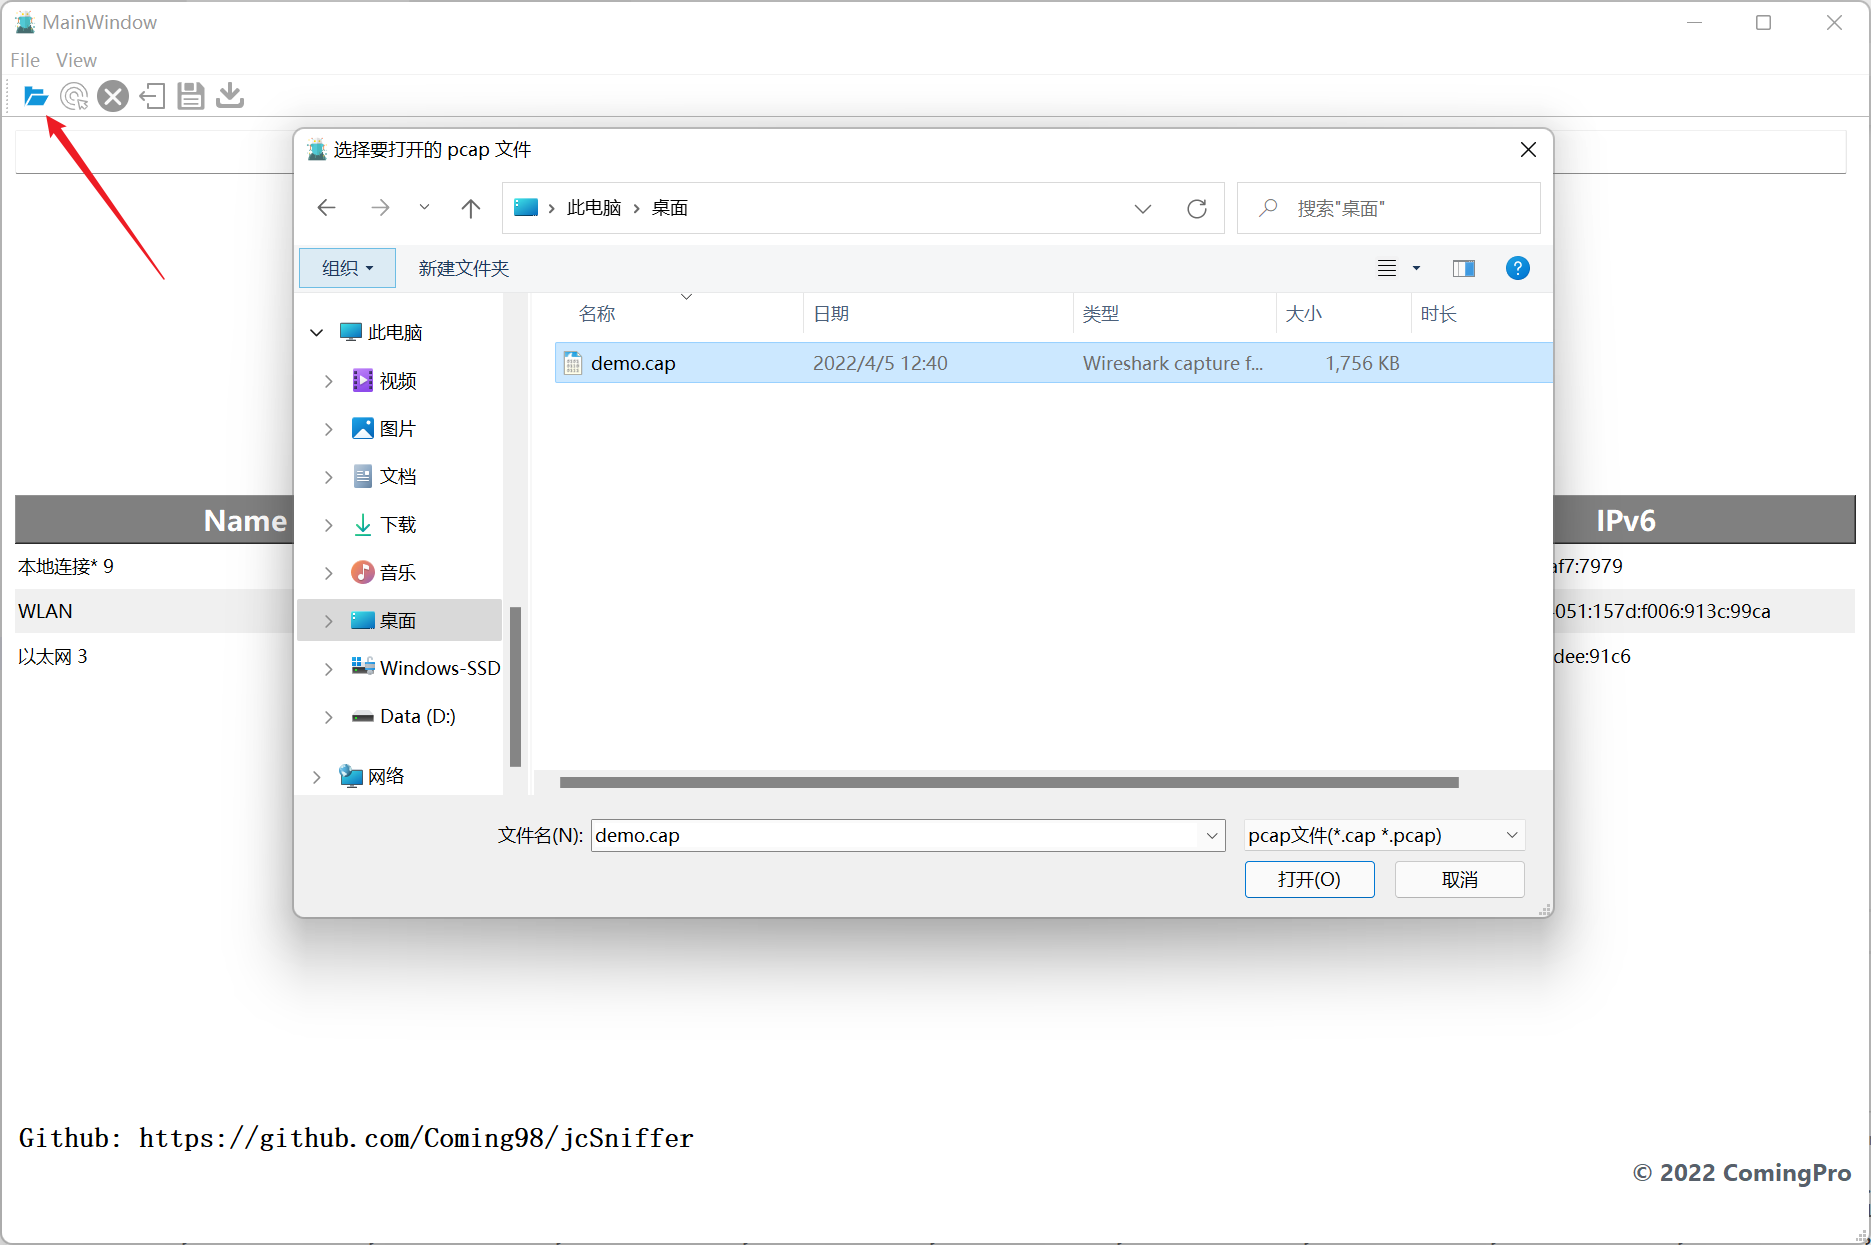 MainWindow
File View
选择要打开的 pcap 文件
此电脑 桌面
搜索"桌面"
组织 新建文件夹
名称 日期 类型 大小 时长
demo.cap 2022/4/5 12:40 Wireshark capture f... 1,756 KB
此电脑
视频
图片
文档
下载
音乐
桌面
Windows-SSD
Data (D:)
网络
文件名(N): demo.cap pcap文件(*.cap *.pcap)
打开(O) 取消
Name IPv6
本地连接* 9 af7:7979
WLAN 051:157d:f006:913c:99ca
以太网 3 dee:91c6
Github: https://github.com/Coming98/jcSniffer
© 2022 ComingPro